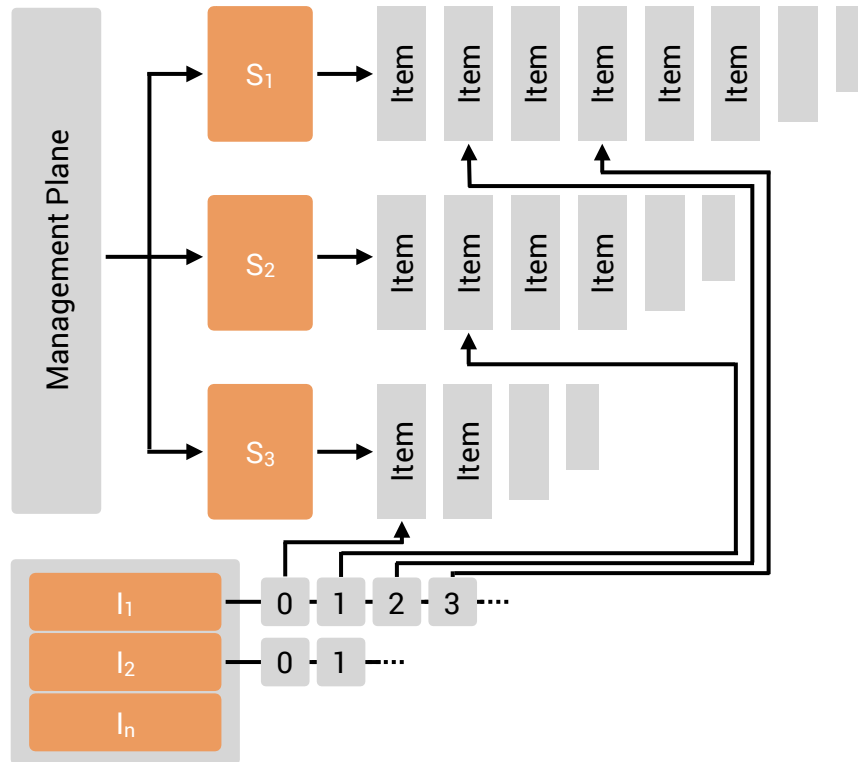 Management Plane
S₁
Item Item Item Item Item Item
S₂
Item Item Item Item
S₃
Item Item
I₁ 0 1 2 3
I₂ 0 1
Iₙ